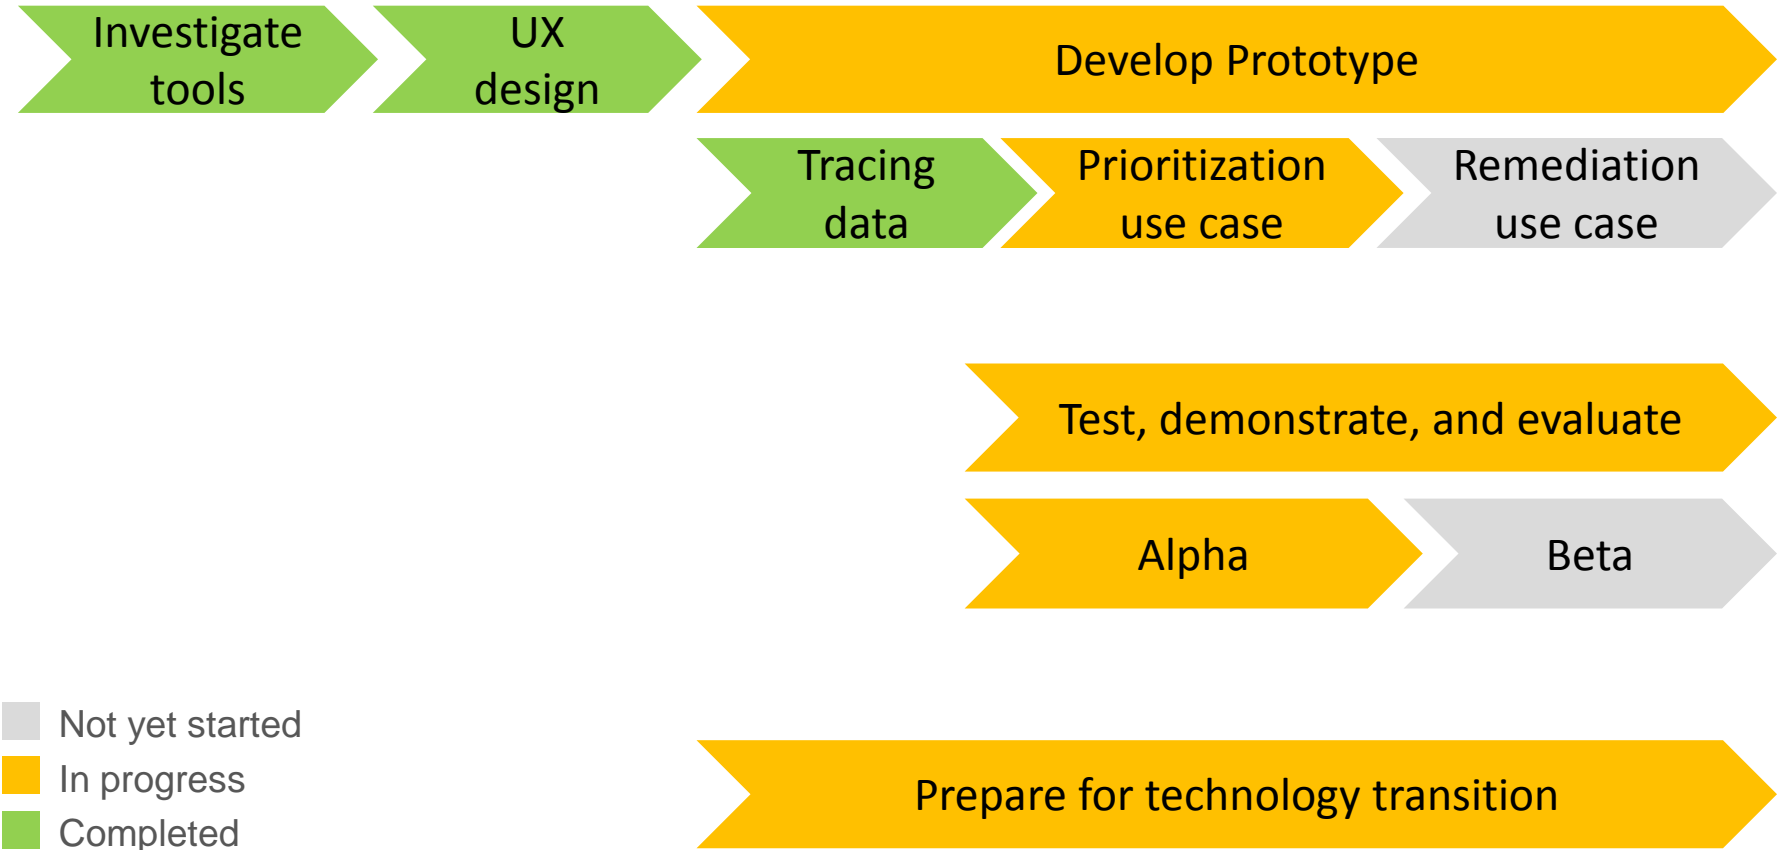 Investigate
tools
UX
design
Develop Prototype
Tracing
data
Prioritization
use case
Remediation
use case
Test, demonstrate, and evaluate
Alpha
Beta
Not yet started
In progress
Completed
Prepare for technology transition